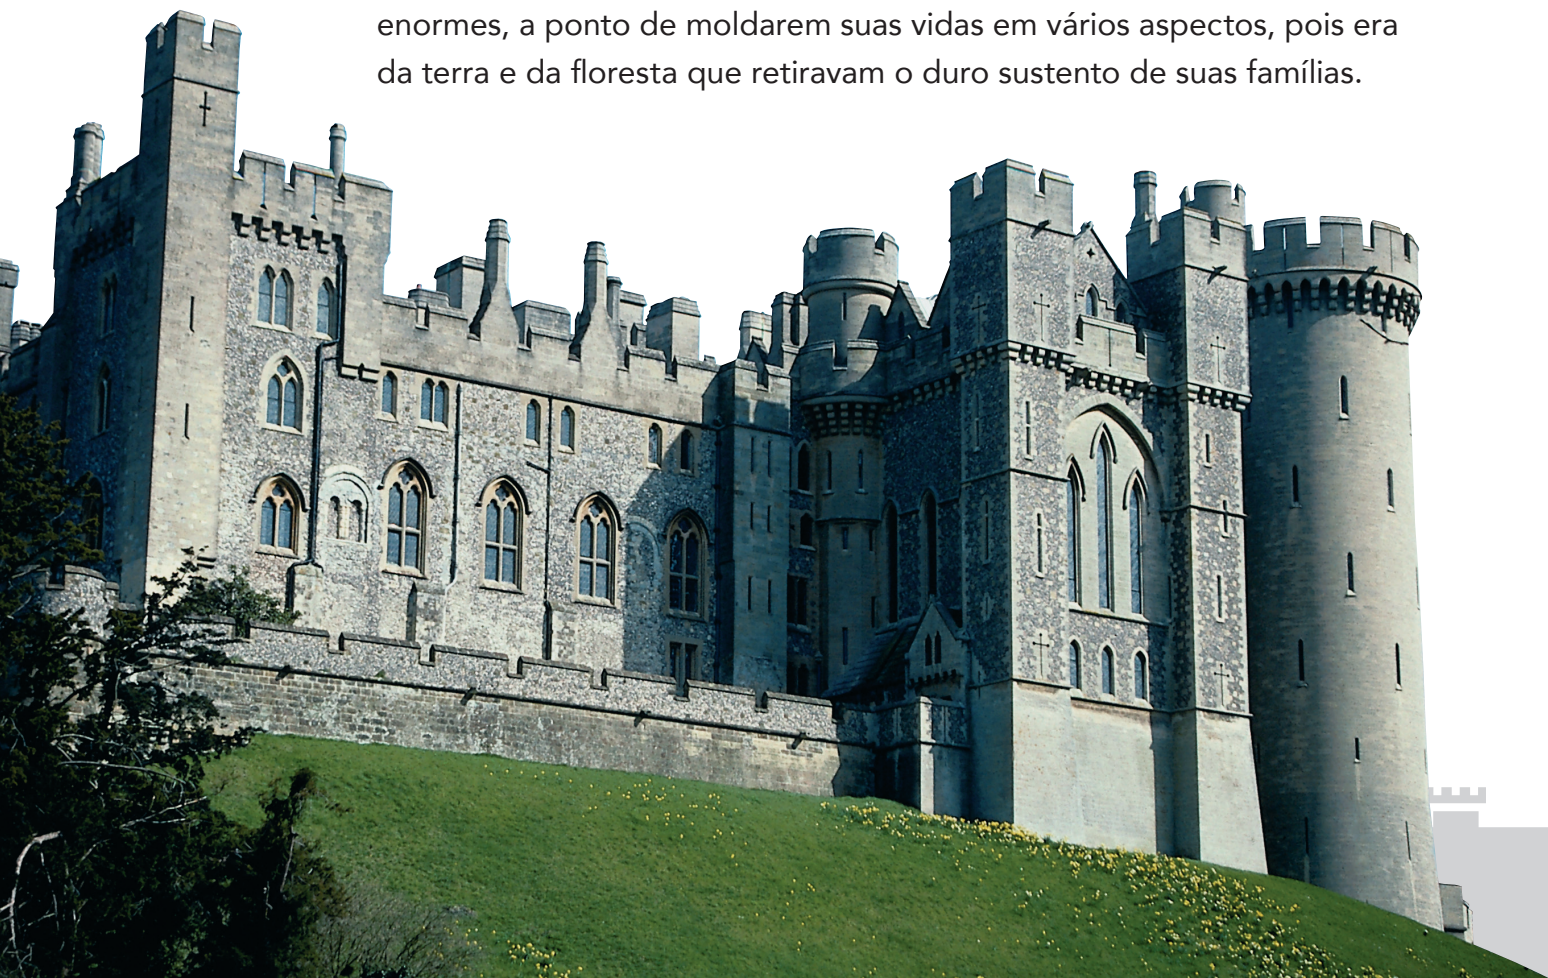 enormes, a ponto de moldarem suas vidas em vários aspectos, pois era
da terra e da floresta que retiravam o duro sustento de suas famílias.